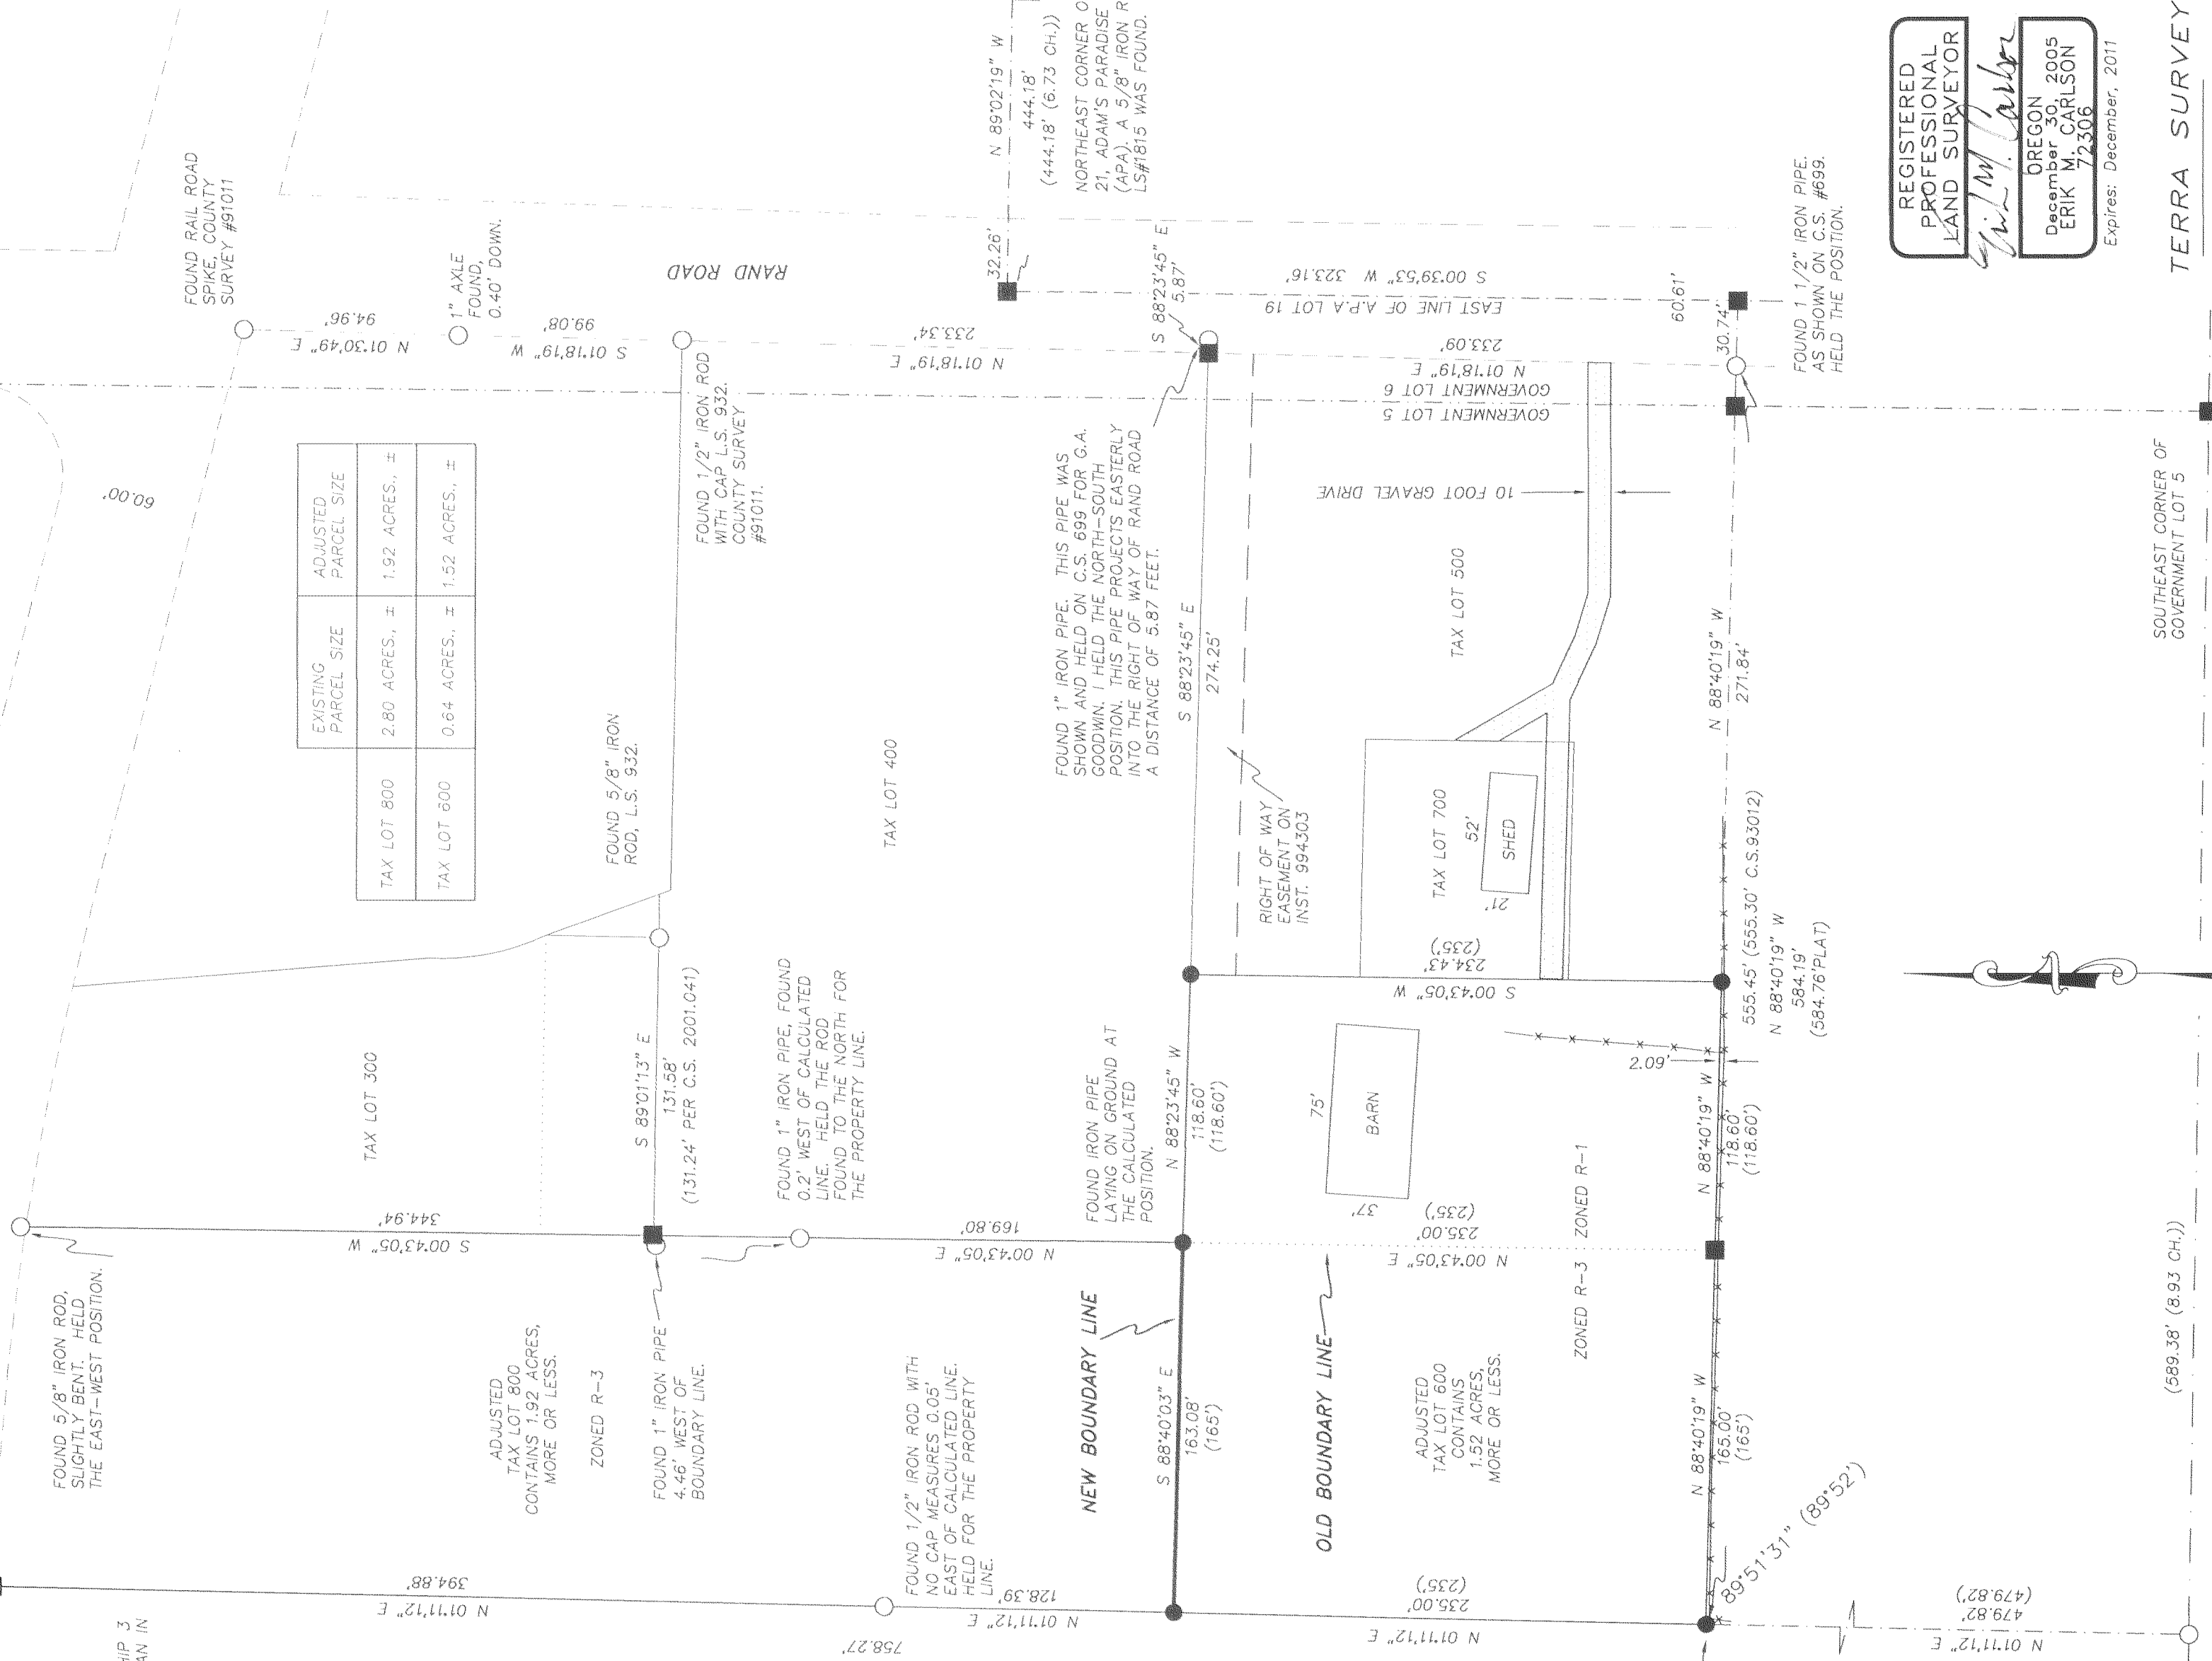 HIP 3
AN IN
FOUND 5/8" IRON ROD,
SLIGHTLY BENT. HELD
THE EAST-WEST POSITION.
S 00°43'05" W
344.94'
N 01°11'12" E
394.88'
758.27'
ADJUSTED
TAX LOT 800
CONTAINS 1.92 ACRES,
MORE OR LESS.
ZONED R-3
FOUND 1" IRON PIPE
4.46' WEST OF
BOUNDARY LINE.
TAX LOT 300
S 89°01'13" E
131.58'
(131.24' PER C.S. 2001.041)
FOUND 5/8" IRON
ROD, L.S. 932.
EXISTING
PARCEL SIZE
ADJUSTED
PARCEL SIZE
TAX LOT 800 2.80 ACRES., ± 1.92 ACRES., ±
TAX LOT 600 0.64 ACRES., ± 1.52 ACRES., ±
60.00'
FOUND RAIL ROAD
SPIKE, COUNTY
SURVEY #91011
N 01°30'49" E
94.96'
1" AXLE
FOUND,
0.40' DOWN.
S 01°18'19" W
99.08'
RAND ROAD
FOUND 1/2" IRON ROD
WITH CAP L.S. 932.
COUNTY SURVEY
#91011.
N 01°18'19" E
233.34'
N 89°02'19" W
444.18'
(444.18' (6.73 CH.))
32.26'
NORTHEAST CORNER O
21, ADAM'S PARADISE
(APA). A 5/8" IRON R
LS#1815 WAS FOUND.
FOUND 1" IRON PIPE, FOUND
0.2' WEST OF CALCULATED
LINE. HELD THE ROD
FOUND TO THE NORTH FOR
THE PROPERTY LINE.
TAX LOT 400
N 00°43'05" E
169.80'
FOUND 1/2" IRON ROD WITH
NO CAP MEASURES 0.05'
EAST OF CALCULATED LINE.
HELD FOR THE PROPERTY
LINE.
N 01°11'12" E
128.39'
NEW BOUNDARY LINE
S 88°40'03" E
163.08'
(165')
FOUND IRON PIPE
LAYING ON GROUND AT
THE CALCULATED
POSITION.
N 88°23'45" W
118.60'
(118.60')
FOUND 1" IRON PIPE. THIS PIPE WAS
SHOWN AND HELD ON C.S. 699 FOR G.A.
GOODWIN. I HELD THE NORTH-SOUTH
POSITION. THIS PIPE PROJECTS EASTERLY
INTO THE RIGHT OF WAY OF RAND ROAD
A DISTANCE OF 5.87 FEET.
S 88°23'45" E
274.25'
S 88°23'45" E
5.87'
S 00°39'53" W 323.16'
EAST LINE OF A.P.A LOT 19
233.09'
N 01°18'19" E
GOVERNMENT LOT 6
GOVERNMENT LOT 5
60.61'
30.74'
OLD BOUNDARY LINE
N 01°11'12" E
235.00'
(235')
ADJUSTED
TAX LOT 600
CONTAINS
1.52 ACRES,
MORE OR LESS.
N 00°43'05" E
235.00'
(235')
75'
BARN
37'
ZONED R-3 ZONED R-1
RIGHT OF WAY
EASEMENT ON
INST. 994303
S 00°43'05" W
234.43'
(235')
TAX LOT 700
52'
SHED
21'
10 FOOT GRAVEL DRIVE
TAX LOT 500
2.60'
N 88°40'19" W
165.00'
(165')
N 88°40'19" W
118.60'
(118.60')
N 88°40'19" W
271.84'
555.45' (555.30' C.S.93012)
N 88°40'19" W
584.19'
(584.76'PLAT)
FOUND 1 1/2" IRON PIPE.
AS SHOWN ON C.S. #699.
HELD THE POSITION.
89°51'31" (89°52')
N 01°11'12" E
479.82'
(479.82')
(589.38' (8.93 CH.))
SOUTHEAST CORNER OF
GOVERNMENT LOT 5
REGISTERED
PROFESSIONAL
LAND SURVEYOR
Erik M. Carlson
OREGON
December 30, 2005
ERIK M. CARLSON
72306
Expires: December, 2011
TERRA SURVEY